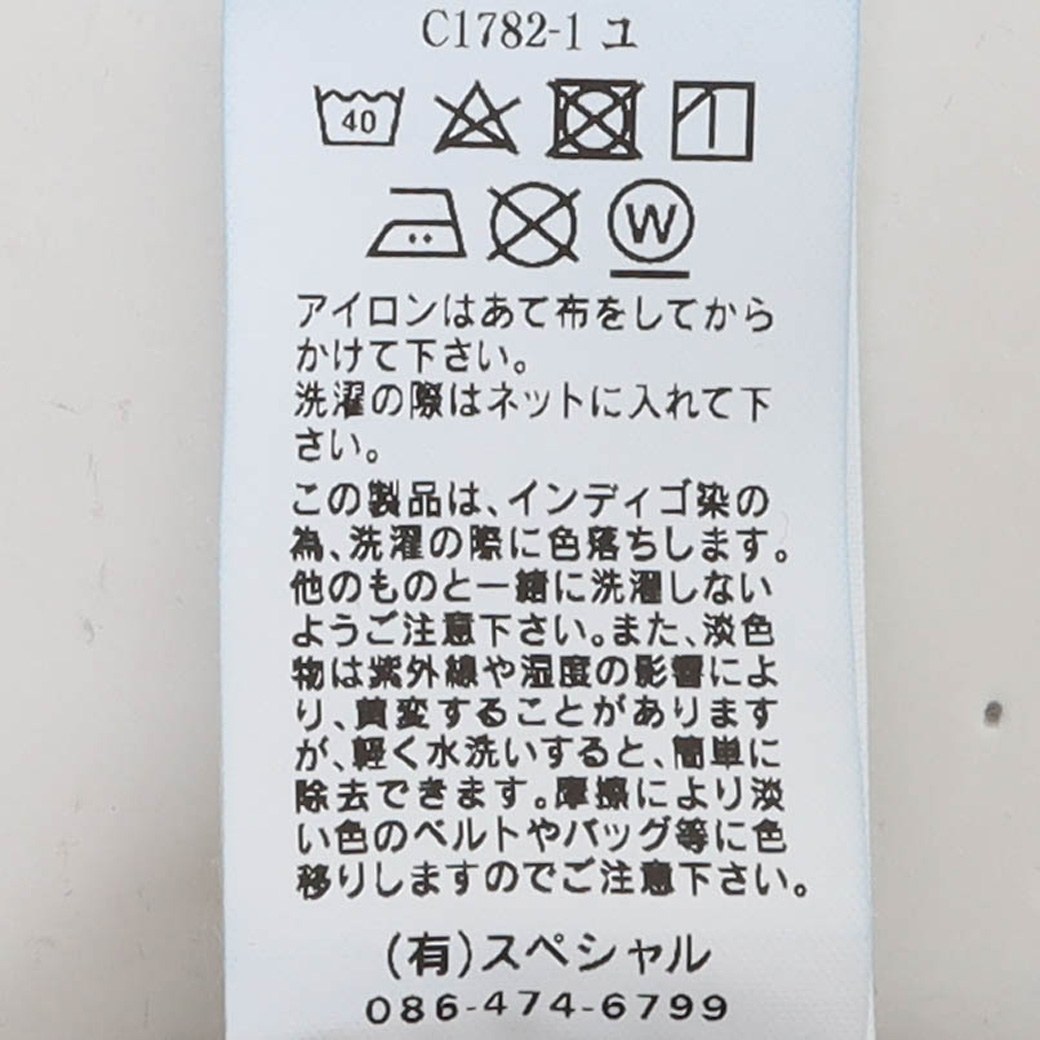 C1782-1 ユ
40
W
アイロンはあて布をしてから
かけて下さい。
洗濯の際はネットに入れて下
さい。
この製品は、インディゴ染の
為、洗濯の際に色落ちします。
他のものと一緒に洗濯しない
ようご注意下さい。また、淡色
物は紫外線や湿度の影響によ
り、黄変することがあります
が、軽く水洗いすると、簡単に
除去できます。摩擦により淡
い色のベルトやバッグ等に色
移りしますのでご注意下さい。
(有)スペシャル
086-474-6799